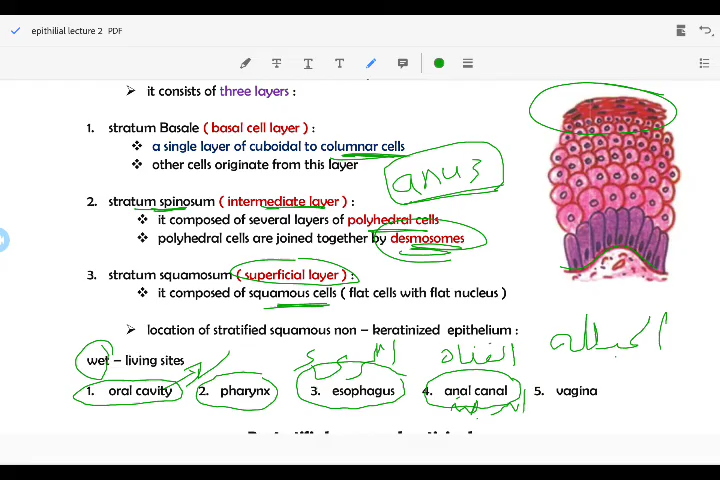 epithilial lecture 2 PDF
➢ it consists of three layers :
1. stratum Basale ( basal cell layer ) :
❖ a single layer of cuboidal to columnar cells
❖ other cells originate from this layer
anus
2. stratum spinosum ( intermediate layer ) :
❖ it composed of several layers of polyhedral cells
❖ polyhedral cells are joined together by desmosomes
3. stratum squamosum ( superficial layer ) :
❖ it composed of squamous cells ( flat cells with flat nucleus )
➢ location of stratified squamous non – keratinized epithelium :
wet – living sites
المريء
القناة
1. oral cavity 2. pharynx 3. esophagus 4. anal canal 5. vagina